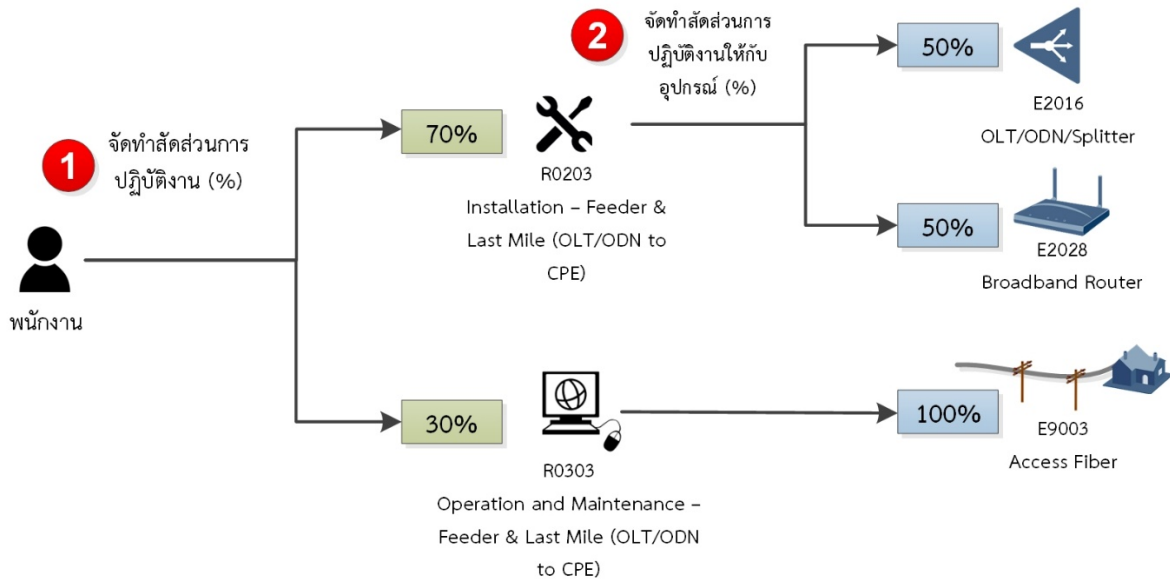 1
จัดทำสัดส่วนการ
ปฏิบัติงาน (%)
พนักงาน
70%
R0203
Installation – Feeder &
Last Mile (OLT/ODN to
CPE)
2
จัดทำสัดส่วนการ
ปฏิบัติงานให้กับ
อุปกรณ์ (%)
50%
E2016
OLT/ODN/Splitter
50%
E2028
Broadband Router
30%
R0303
Operation and Maintenance –
Feeder & Last Mile (OLT/ODN
to CPE)
100%
E9003
Access Fiber